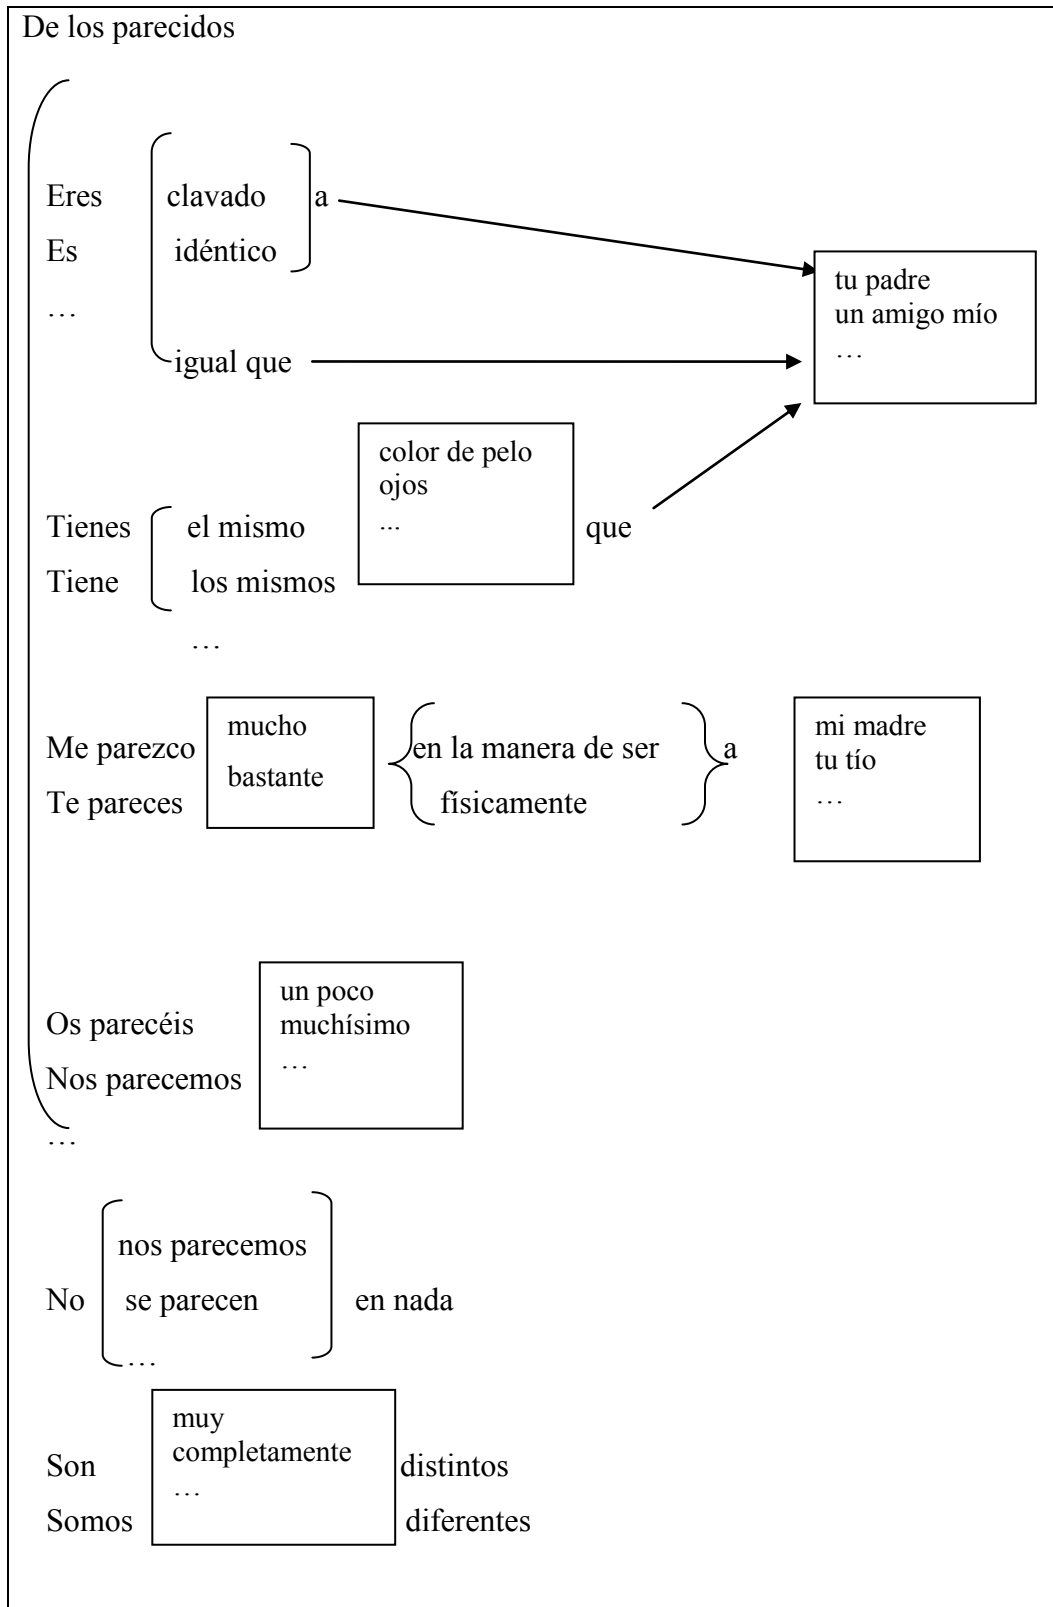 De los parecidos
Eres clavado a
Es idéntico
…
igual que
tu padre
un amigo mío
…
color de pelo
ojos
...
Tienes el mismo que
Tiene los mismos
…
Me parezco
Te pareces
mucho
bastante
en la manera de ser a
físicamente
mi madre
tu tío
…
Os parecéis
Nos parecemos
…
un poco
muchísimo
…
nos parecemos
No se parecen en nada
…
muy
completamente
…
Son distintos
Somos diferentes